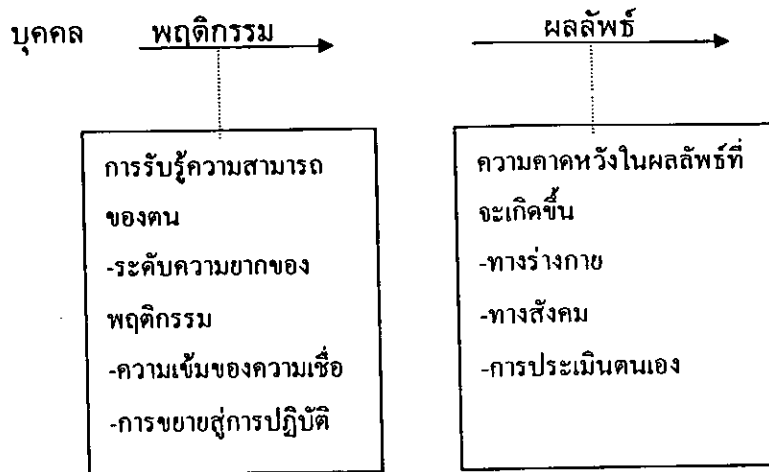 บุคคล พฤติกรรม ผลลัพธ์
การรับรู้ความสามารถ
ของตน
-ระดับความยากของ
พฤติกรรม
-ความเข้มของความเชื่อ
-การขยายสู่การปฏิบัติ
ความคาดหวังในผลลัพธ์ที่
จะเกิดขึ้น
-ทางร่างกาย
-ทางสังคม
-การประเมินตนเอง